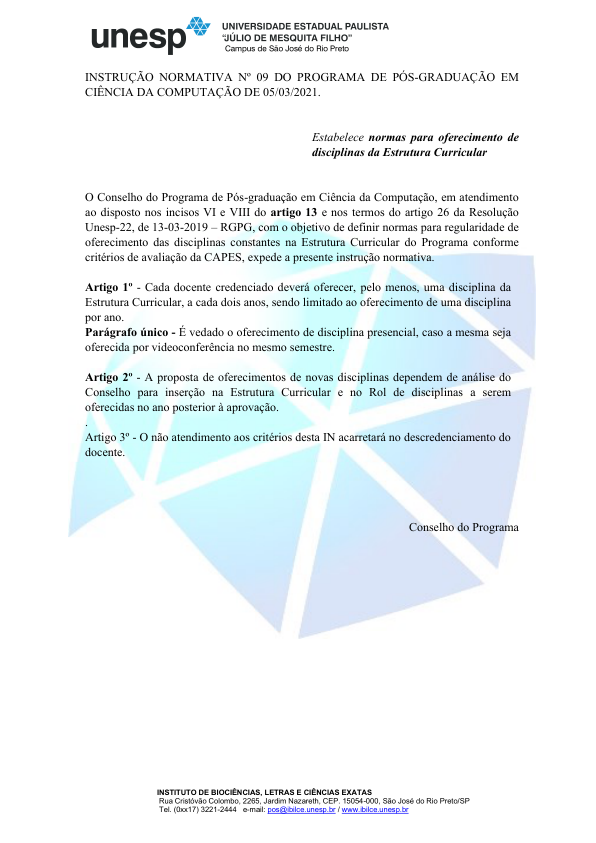 unesp
UNIVERSIDADE ESTADUAL PAULISTA
“JÚLIO DE MESQUITA FILHO”
Campus de São José do Rio Preto
INSTRUÇÃO NORMATIVA Nº 09 DO PROGRAMA DE PÓS-GRADUAÇÃO EM
CIÊNCIA DA COMPUTAÇÃO DE 05/03/2021.
Estabelece normas para oferecimento de
disciplinas da Estrutura Curricular
O Conselho do Programa de Pós-graduação em Ciência da Computação, em atendimento
ao disposto nos incisos VI e VIII do artigo 13 e nos termos do artigo 26 da Resolução
Unesp-22, de 13-03-2019 – RGPG, com o objetivo de definir normas para regularidade de
oferecimento das disciplinas constantes na Estrutura Curricular do Programa conforme
critérios de avaliação da CAPES, expede a presente instrução normativa.
Artigo 1º - Cada docente credenciado deverá oferecer, pelo menos, uma disciplina da
Estrutura Curricular, a cada dois anos, sendo limitado ao oferecimento de uma disciplina
por ano.
Parágrafo único - É vedado o oferecimento de disciplina presencial, caso a mesma seja
oferecida por videoconferência no mesmo semestre.
Artigo 2º - A proposta de oferecimentos de novas disciplinas dependem de análise do
Conselho para inserção na Estrutura Curricular e no Rol de disciplinas a serem
oferecidas no ano posterior à aprovação.
.
Artigo 3º - O não atendimento aos critérios desta IN acarretará no descredenciamento do
docente.
Conselho do Programa
INSTITUTO DE BIOCIÊNCIAS, LETRAS E CIÊNCIAS EXATAS
Rua Cristóvão Colombo, 2265, Jardim Nazareth, CEP. 15054-000, São José do Rio Preto/SP
Tel. (0xx17) 3221-2444 e-mail: pos@ibilce.unesp.br / www.ibilce.unesp.br